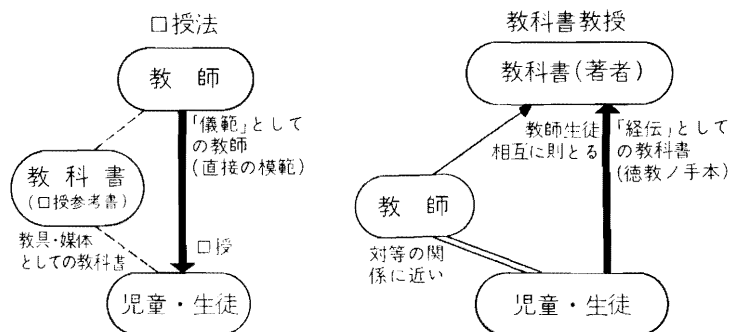 口授法
教師
「儀範」として
の教師
(直接の模範)
教科書
(口授参考書)
教具・媒体
としての教科書
口授
児童・生徒
教科書教授
教科書(著者)
教師生徒
相互に則とる
「経伝」として
の教科書
(徳教ノ手本)
教師
対等の関
係に近い
児童・生徒